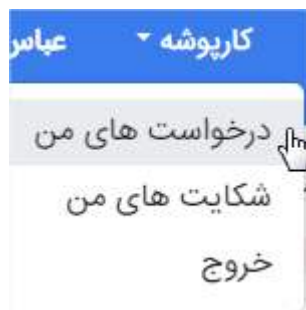 کارپوشه عباس
درخواست های من
شکایت های من
خروج